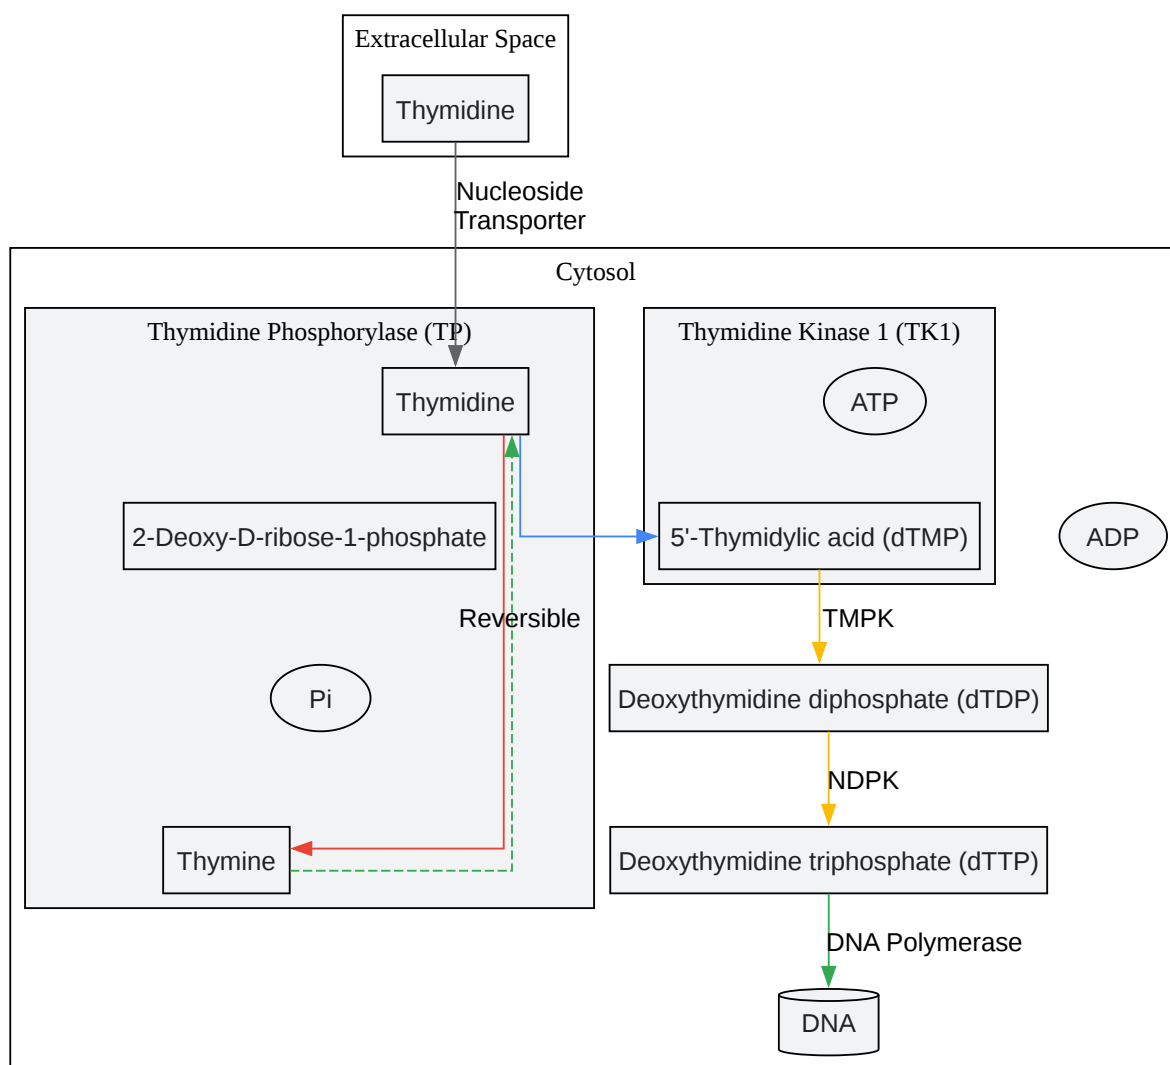 Extracellular Space
Thymidine
Nucleoside
Transporter
Cytosol
Thymidine Phosphorylase (TP)
Thymidine Kinase 1 (TK1)
Thymidine
ATP
2-Deoxy-D-ribose-1-phosphate
5'-Thymidylic acid (dTMP)
ADP
Reversible
TMPK
Pi
Deoxythymidine diphosphate (dTDP)
NDPK
Thymine
Deoxythymidine triphosphate (dTTP)
DNA Polymerase
DNA